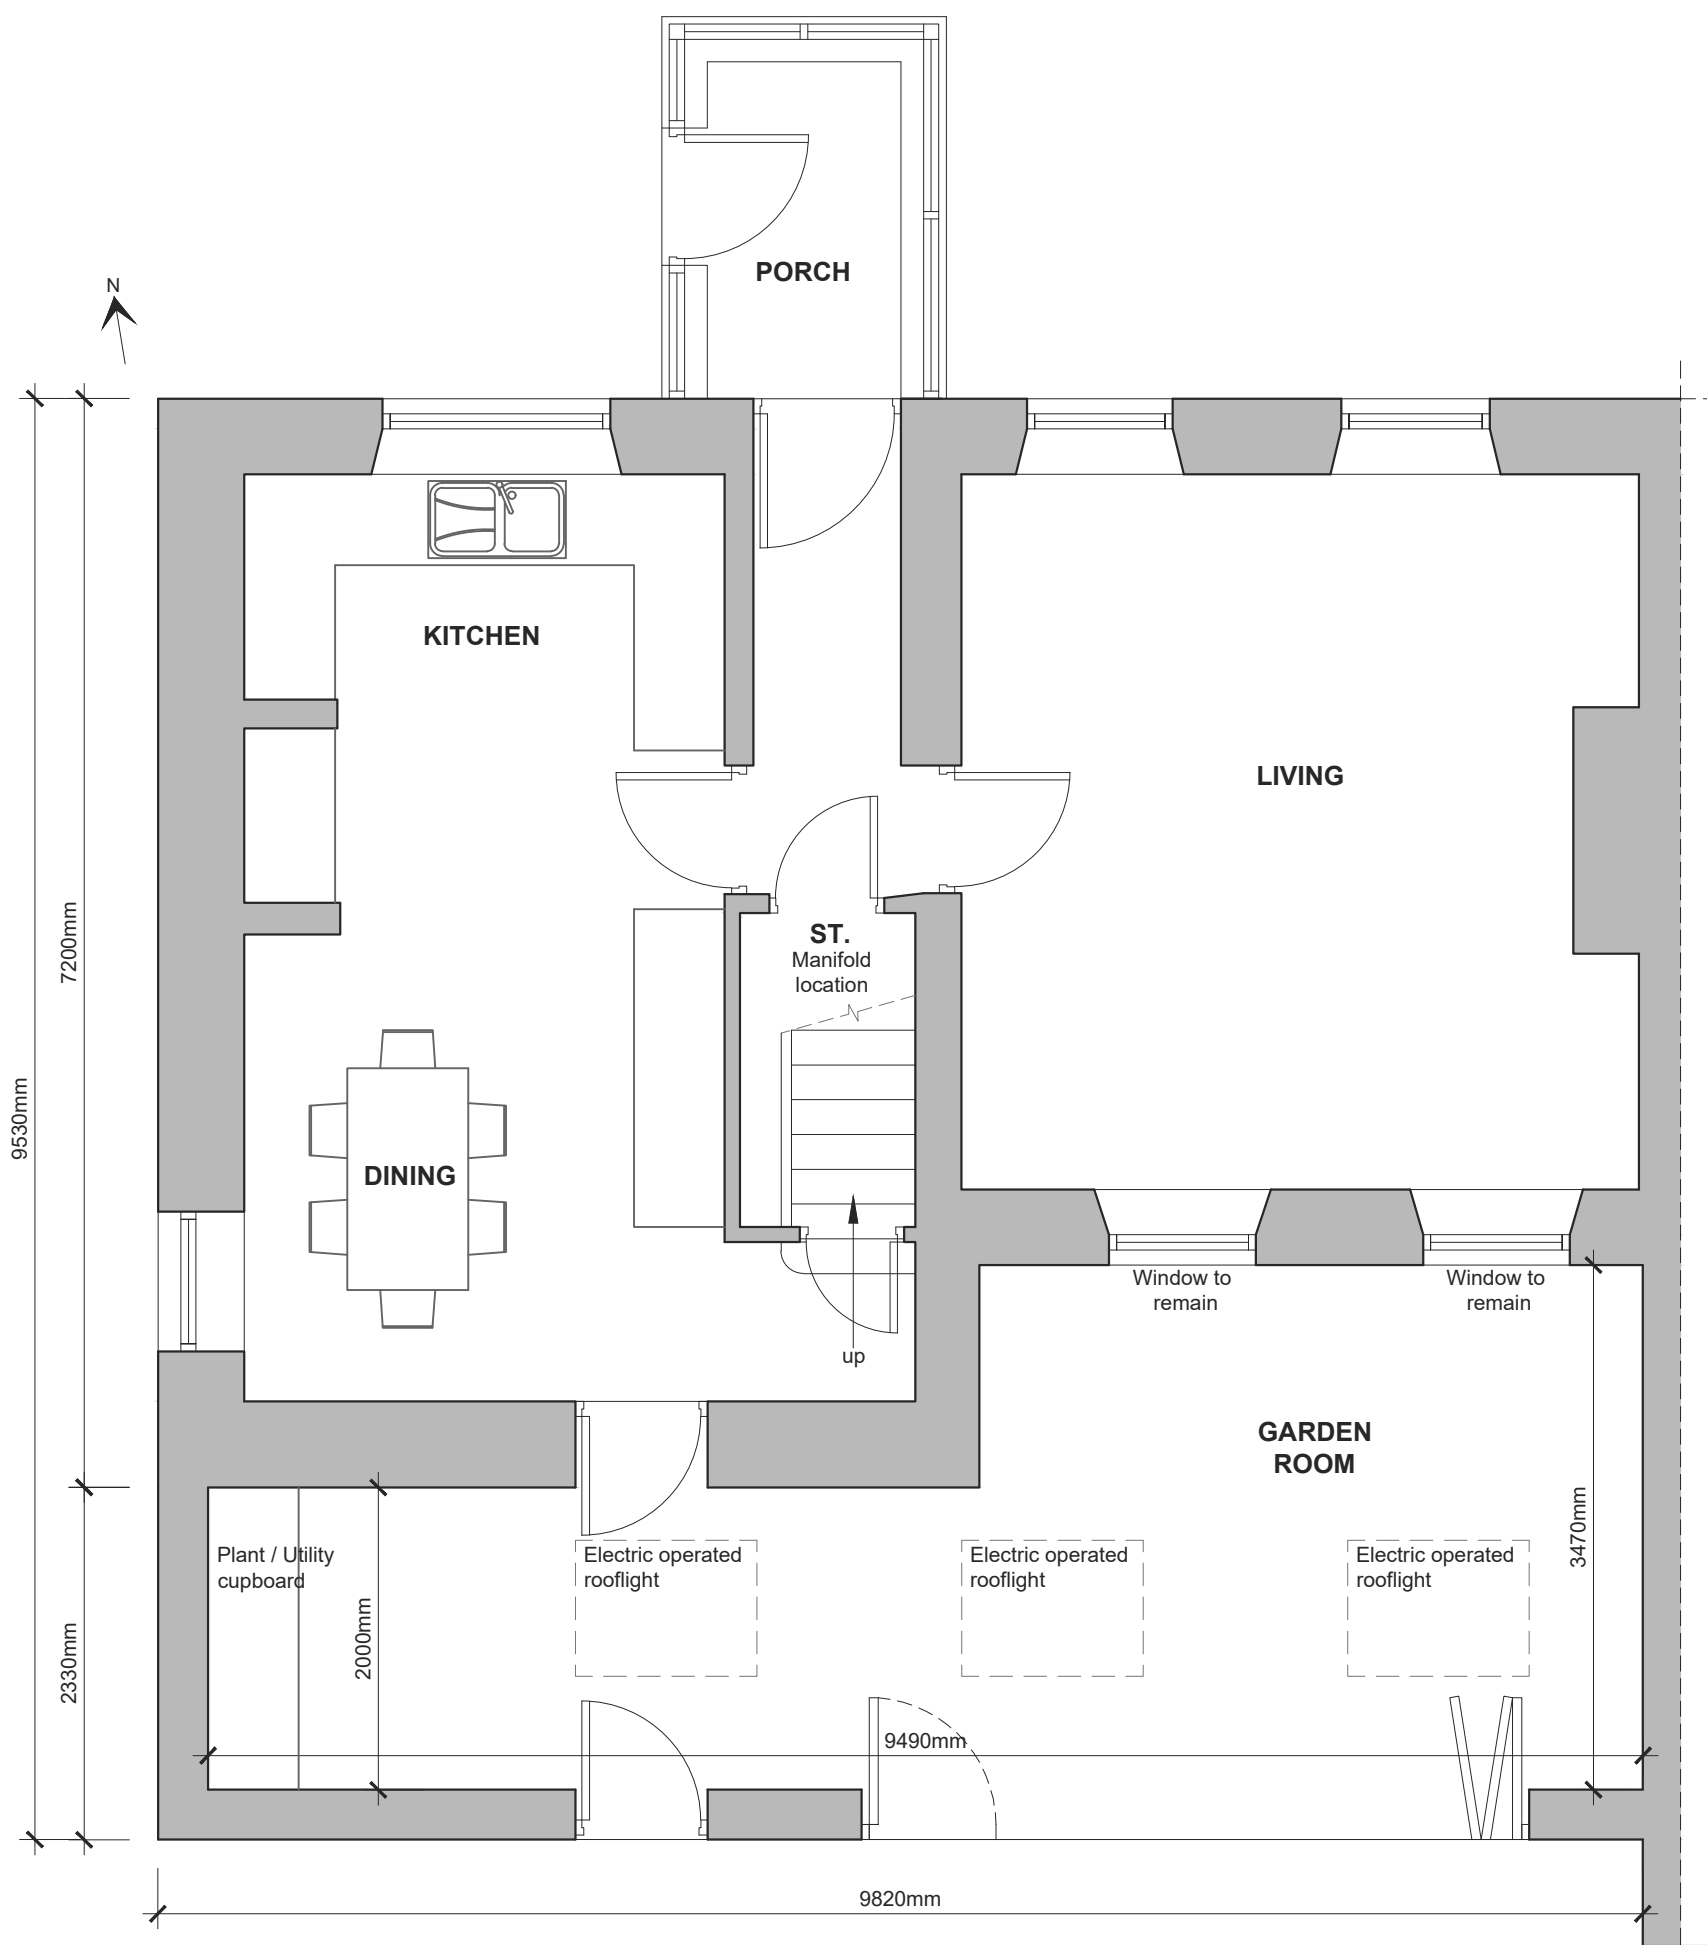 PORCH
N
KITCHEN
LIVING
7200mm
ST.
Manifold
location
9530mm
DINING
Window to
remain
Window to
remain
up
GARDEN
ROOM
3470mm
Plant / Utility
cupboard
Electric operated
rooflight
Electric operated
rooflight
Electric operated
rooflight
2000mm
2330mm
9490mm
9820mm